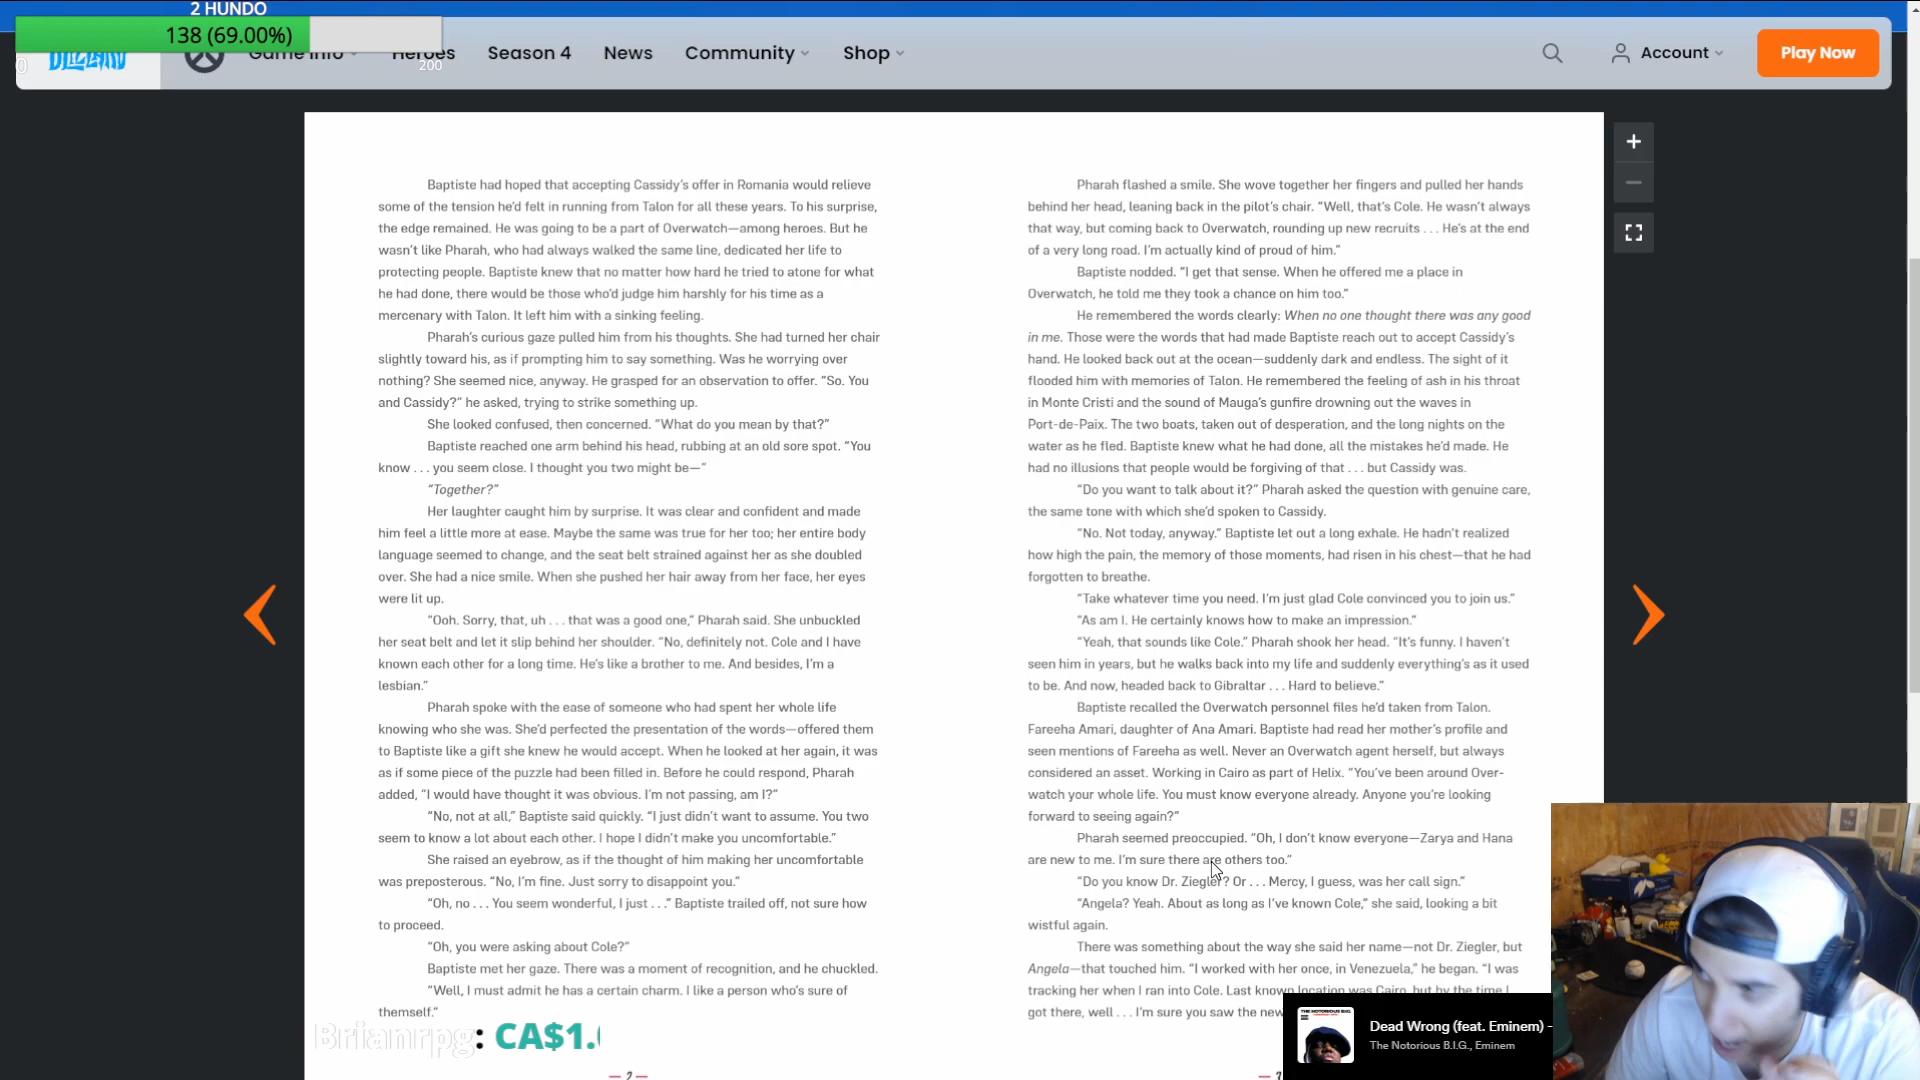 2 HUNDO
138 (69.00%)
0
200
BLIZZARD
Game Info
Heroes
Season 4
News
Community
Shop
Account
Play Now
Baptiste had hoped that accepting Cassidy's offer in Romania would relieve
some of the tension he'd felt in running from Talon for all these years. To his surprise,
the edge remained. He was going to be a part of Overwatch—among heroes. But he
wasn't like Pharah, who had always walked the same line, dedicated her life to
protecting people. Baptiste knew that no matter how hard he tried to atone for what
he had done, there would be those who'd judge him harshly for his time as a
mercenary with Talon. It left him with a sinking feeling.
Pharah's curious gaze pulled him from his thoughts. She had turned her chair
slightly toward his, as if prompting him to say something. Was he worrying over
nothing? She seemed nice, anyway. He grasped for an observation to offer. “So. You
and Cassidy?” he asked, trying to strike something up.
She looked confused, then concerned. “What do you mean by that?”
Baptiste reached one arm behind his head, rubbing at an old sore spot. “You
know . . . you seem close. I thought you two might be—”
“Together?”
Her laughter caught him by surprise. It was clear and confident and made
him feel a little more at ease. Maybe the same was true for her too; her entire body
language seemed to change, and the seat belt strained against her as she doubled
over. She had a nice smile. When she pushed her hair away from her face, her eyes
were lit up.
“Ooh. Sorry, that, uh . . . that was a good one,” Pharah said. She unbuckled
her seat belt and let it slip behind her shoulder. “No, definitely not. Cole and I have
known each other for a long time. He's like a brother to me. And besides, I'm a
lesbian.”
Pharah spoke with the ease of someone who had spent her whole life
knowing who she was. She'd perfected the presentation of the words—offered them
to Baptiste like a gift she knew he would accept. When he looked at her again, it was
as if some piece of the puzzle had been filled in. Before he could respond, Pharah
added, “I would have thought it was obvious. I'm not passing, am I?”
“No, not at all,” Baptiste said quickly. “I just didn't want to assume. You two
seem to know a lot about each other. I hope I didn't make you uncomfortable.”
She raised an eyebrow, as if the thought of him making her uncomfortable
was preposterous. “No, I'm fine. Just sorry to disappoint you.”
“Oh, no . . . You seem wonderful, I just . . .” Baptiste trailed off, not sure how
to proceed.
“Oh, you were asking about Cole?”
Baptiste met her gaze. There was a moment of recognition, and he chuckled.
“Well, I must admit he has a certain charm. I like a person who's sure of
themself.”
— 2 —
Pharah flashed a smile. She wove together her fingers and pulled her hands
behind her head, leaning back in the pilot's chair. “Well, that's Cole. He wasn't always
that way, but coming back to Overwatch, rounding up new recruits . . . He's at the end
of a very long road. I'm actually kind of proud of him.”
Baptiste nodded. “I get that sense. When he offered me a place in
Overwatch, he told me they took a chance on him too.”
He remembered the words clearly: When no one thought there was any good
in me. Those were the words that had made Baptiste reach out to accept Cassidy's
hand. He looked back out at the ocean—suddenly dark and endless. The sight of it
flooded him with memories of Talon. He remembered the feeling of ash in his throat
in Monte Cristi and the sound of Mauga's gunfire drowning out the waves in
Port-de-Paix. The two boats, taken out of desperation, and the long nights on the
water as he fled. Baptiste knew what he had done, all the mistakes he'd made. He
had no illusions that people would be forgiving of that . . . but Cassidy was.
“Do you want to talk about it?” Pharah asked the question with genuine care,
the same tone with which she'd spoken to Cassidy.
“No. Not today, anyway.” Baptiste let out a long exhale. He hadn't realized
how high the pain, the memory of those moments, had risen in his chest—that he had
forgotten to breathe.
“Take whatever time you need. I'm just glad Cole convinced you to join us.”
“As am I. He certainly knows how to make an impression.”
“Yeah, that sounds like Cole.” Pharah shook her head. “It's funny. I haven't
seen him in years, but he walks back into my life and suddenly everything's as it used
to be. And now, headed back to Gibraltar . . . Hard to believe.”
Baptiste recalled the Overwatch personnel files he'd taken from Talon.
Fareeha Amari, daughter of Ana Amari. Baptiste had read her mother's profile and
seen mentions of Fareeha as well. Never an Overwatch agent herself, but always
considered an asset. Working in Cairo as part of Helix. “You've been around Over-
watch your whole life. You must know everyone already. Anyone you're looking
forward to seeing again?”
Pharah seemed preoccupied. “Oh, I don't know everyone—Zarya and Hana
are new to me. I'm sure there are others too.”
“Do you know Dr. Ziegler? Or . . . Mercy, I guess, was her call sign.”
“Angela? Yeah. About as long as I've known Cole,” she said, looking a bit
wistful again.
There was something about the way she said her name—not Dr. Ziegler, but
Angela—that touched him. “I worked with her once, in Venezuela,” he began. “I was
tracking her when I ran into Cole. Last known location was Cairo, but by the time I
got there, well . . . I'm sure you saw the new
Brianrpg: CA$1.
Dead Wrong (feat. Eminem) -
The Notorious B.I.G., Eminem